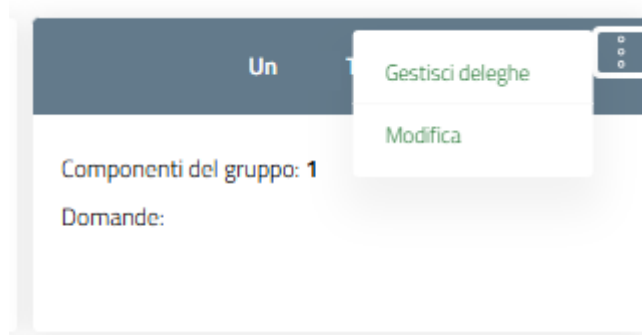 Un
Gestisci deleghe
Modifica
Componenti del gruppo: 1
Domande: